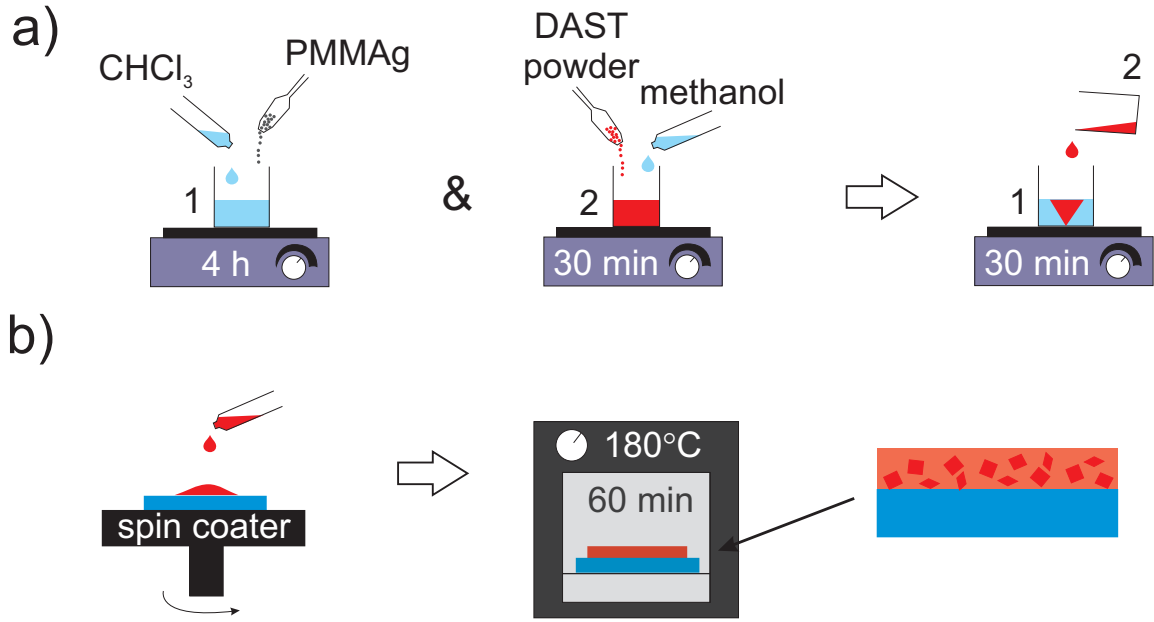 a)
CHCl₃
PMMAg
1
4 h
&
DAST
powder
methanol
2
30 min
2
1
30 min
b)
spin coater
180°C
60 min